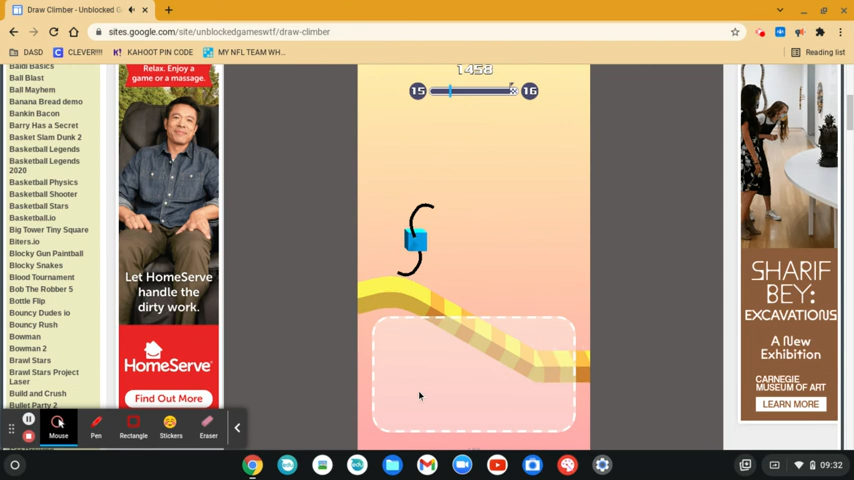 Draw Climber - Unblocked G
sites.google.com/site/unblockedgameswtf/draw-climber
DASD
CLEVER!!!!
KAHOOT PIN CODE
MY NFL TEAM WH...
Reading list
Baldi Basics
Ball Blast
Ball Mayhem
Banana Bread demo
Bankin Bacon
Barry Has a Secret
Basket Slam Dunk 2
Basketball Legends
Basketball Legends
2020
Basketball Physics
Basketball Shooter
Basketball Stars
Basketball.io
Big Tower Tiny Square
Biters.io
Blocky Gun Paintball
Blocky Snakes
Blood Tournament
Bob The Robber 5
Bottle Flip
Bouncy Dudes io
Bouncy Rush
Bowman
Bowman 2
Brawl Stars
Brawl Stars Project
Laser
Build and Crush
Bullet Party 2
Relax. Enjoy a
game or a massage.
Let HomeServe
handle the
dirty work.
HomeServe
Find Out More
1458
15
16
SHARIF
BEY:
EXCAVATIONS
A New
Exhibition
CARNEGIE
MUSEUM OF ART
LEARN MORE
Mouse
Pen
Rectangle
Stickers
Eraser
edu
edu
09:32